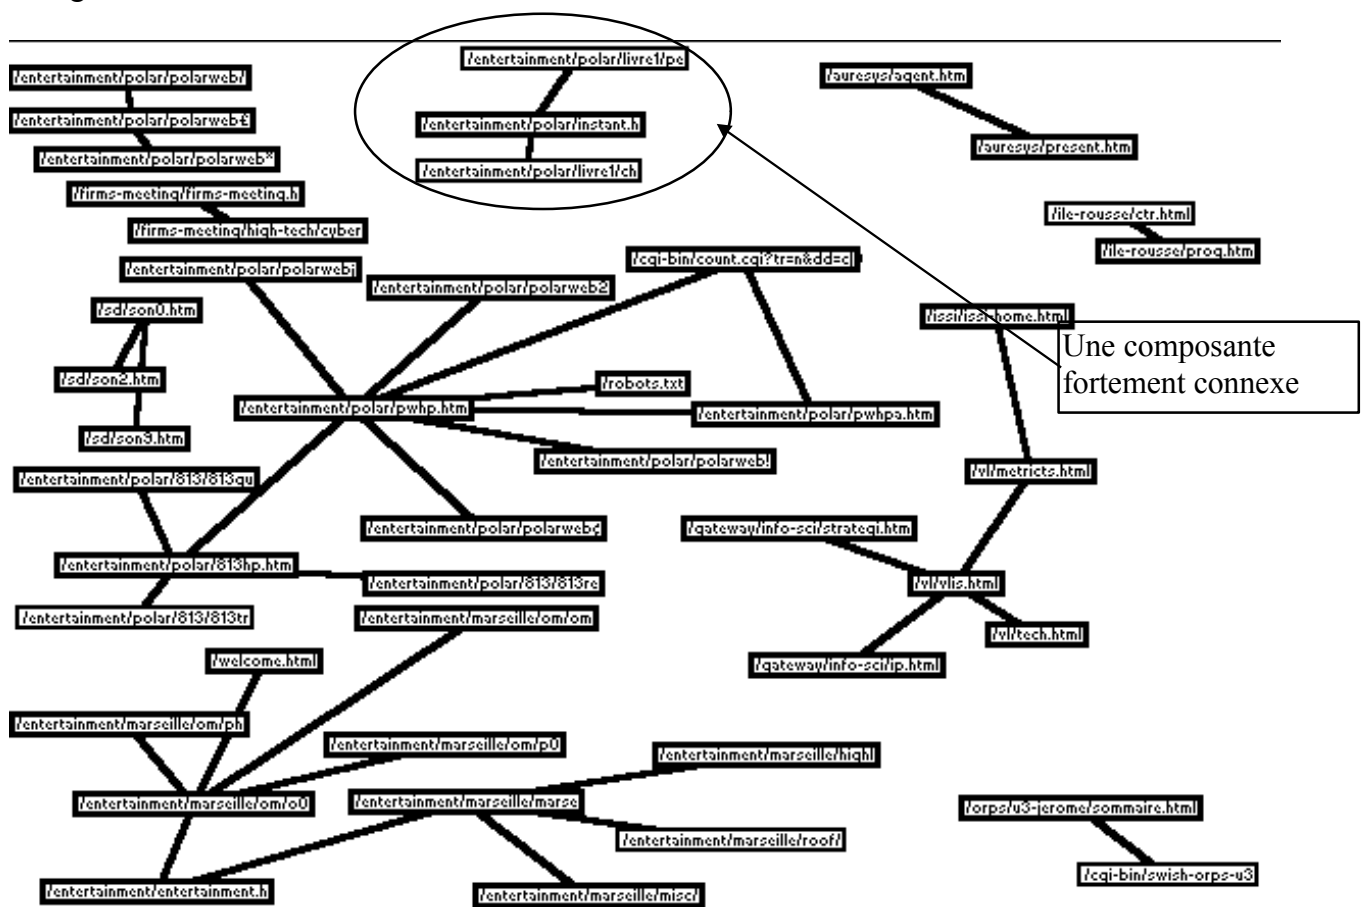 /entertainment/polar/livre1/pe
/entertainment/polar/polarweb/
/auresys/agent.htm
/entertainment/polar/polarweb£
/entertainment/polar/instant.h
/auresys/present.htm
/entertainment/polar/polarweb*
/entertainment/polar/livre1/ch
/firms-meeting/firms-meeting.h
/ile-rousse/ctr.html
/firms-meeting/high-tech/cyber
/ile-rousse/prog.htm
/cgi-bin/count.cgi?tr=n&dd=c|
/entertainment/polar/polarwebj
/entertainment/polar/polarweb2
/sd/son0.htm
/issi/issi-home.html
Une composante
fortement connexe
/sd/son2.htm
/robots.txt
/entertainment/polar/pwhp.htm
/entertainment/polar/pwhpa.htm
/sd/son9.htm
/entertainment/polar/polarweb!
/vl/metricts.html
/entertainment/polar/813/813qu
/entertainment/polar/polarwebç
/gateway/info-sci/strategi.htm
/entertainment/polar/813hp.htm
/entertainment/polar/813/813re
/vl/vlis.html
/entertainment/polar/813/813tr
/entertainment/marseille/om/om
/vl/tech.html
/welcome.html
/gateway/info-sci/ip.html
/entertainment/marseille/om/ph
/entertainment/marseille/om/p0
/entertainment/marseille/highl
/entertainment/marseille/om/o0
/entertainment/marseille/marse
/orps/u3-jerome/sommaire.html
/entertainment/marseille/roof/
/cgi-bin/swish-orps-u3
/entertainment/entertainment.h
/entertainment/marseille/misc/